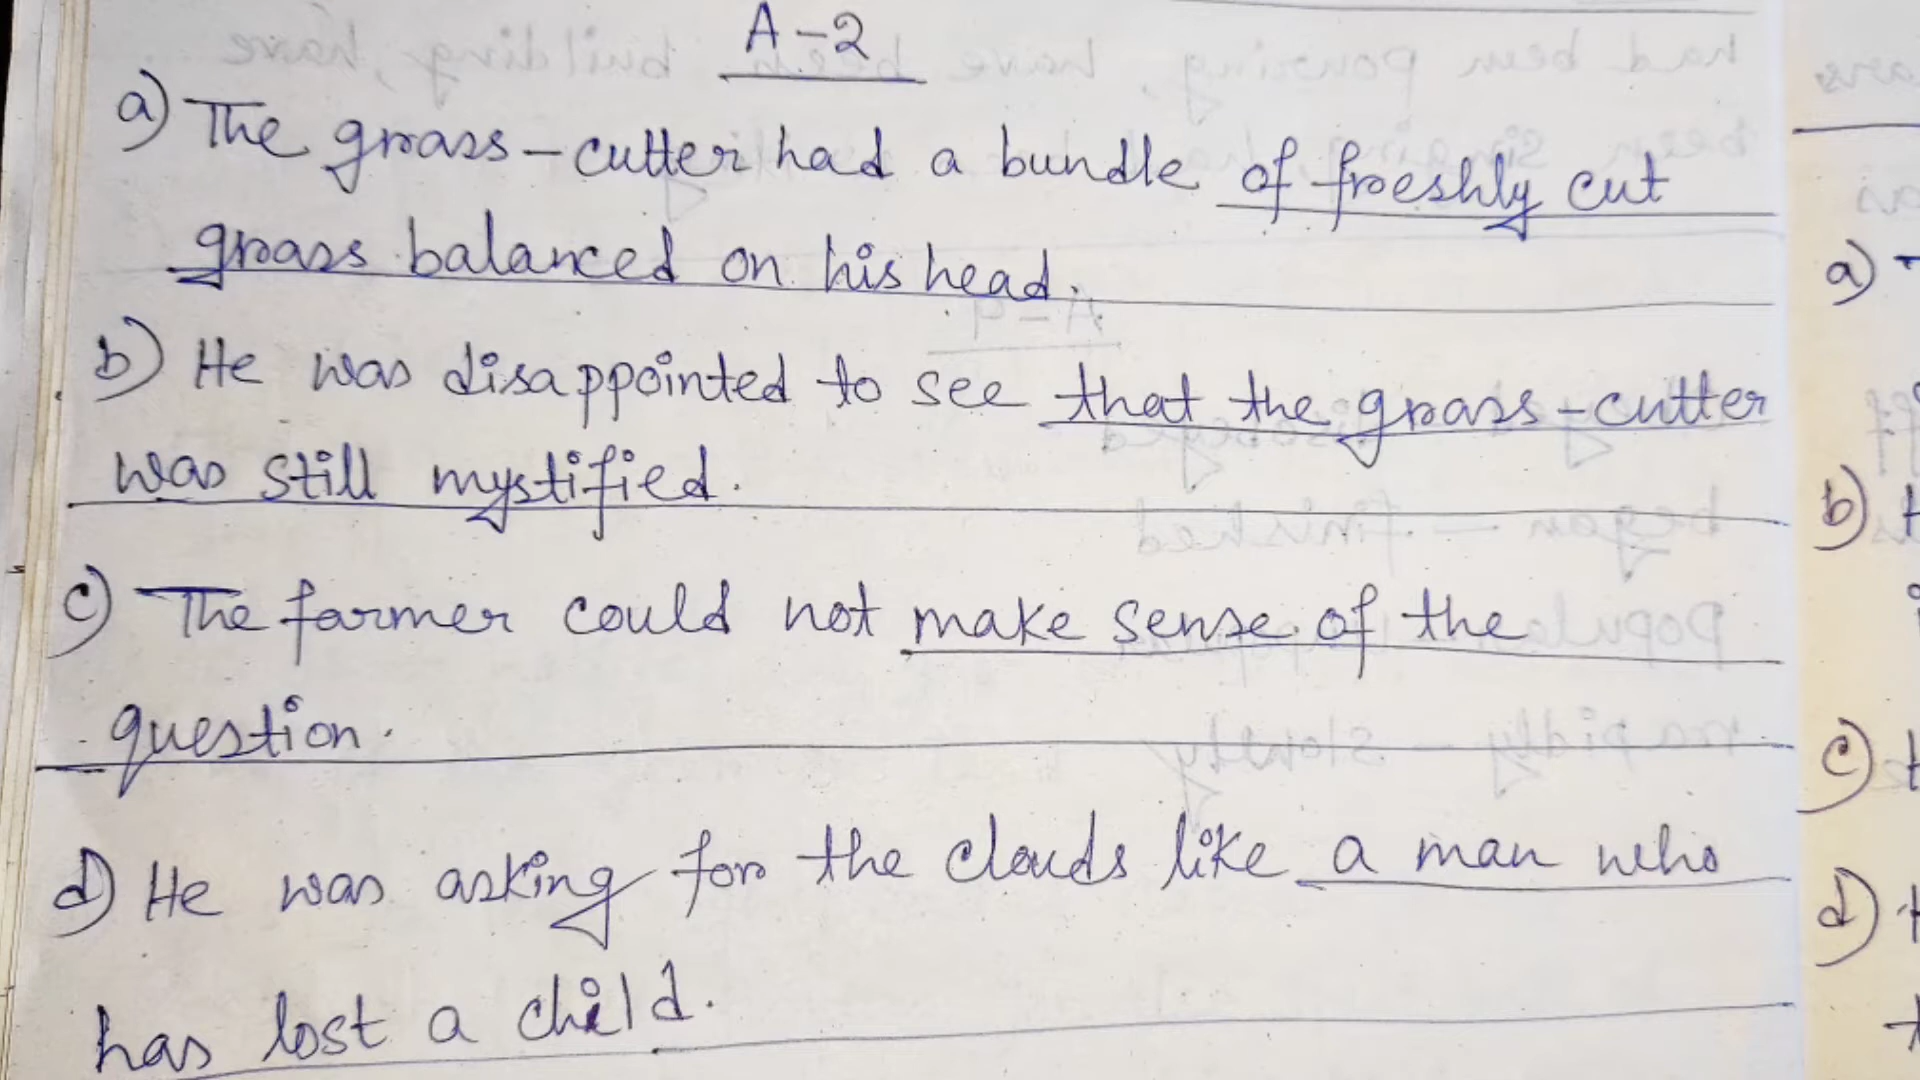 A-2
a) The grass-cutter had a bundle of freshly cut
grass balanced on his head.
b) He was disappointed to see that the grass-cutter
was still mystified.
c) The farmer could not make sense of the
question.
d) He was asking for the clouds like a man who
has lost a child.
a)
b)
c)
d)